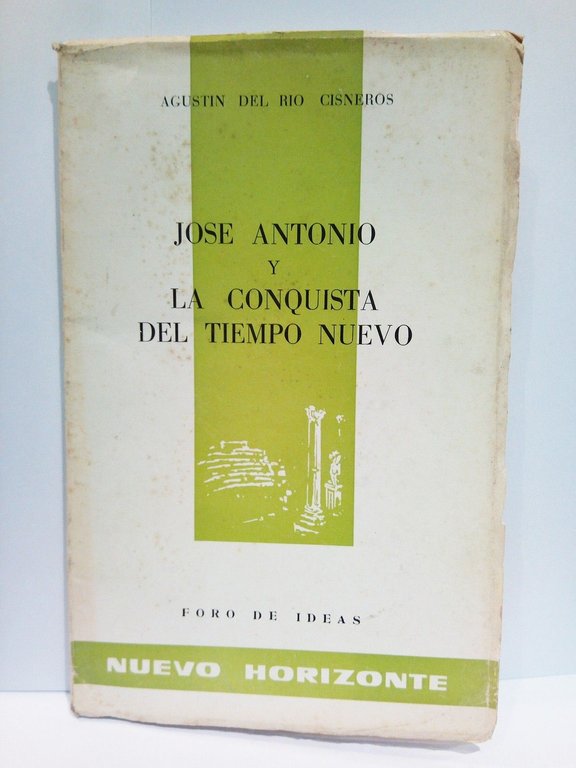 AGUSTIN DEL RIO CISNEROS
JOSE ANTONIO
Y
LA CONQUISTA
DEL TIEMPO NUEVO
FORO DE IDEAS
NUEVO HORIZONTE